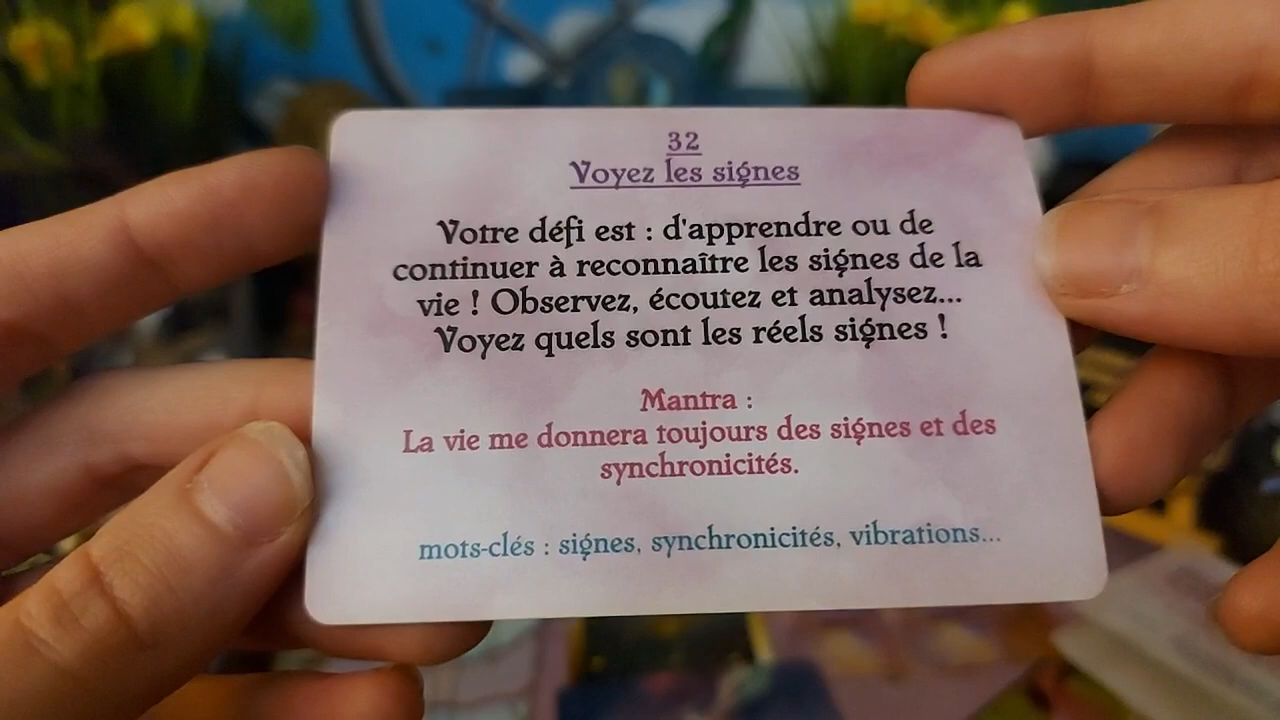 32
Voyez les signes
Votre défi est : d'apprendre ou de
continuer à reconnaître les signes de la
vie ! Observez, écoutez et analysez...
Voyez quels sont les réels signes !
Mantra :
La vie me donnera toujours des signes et des
synchronicités.
mots-clés : signes, synchronicités, vibrations...